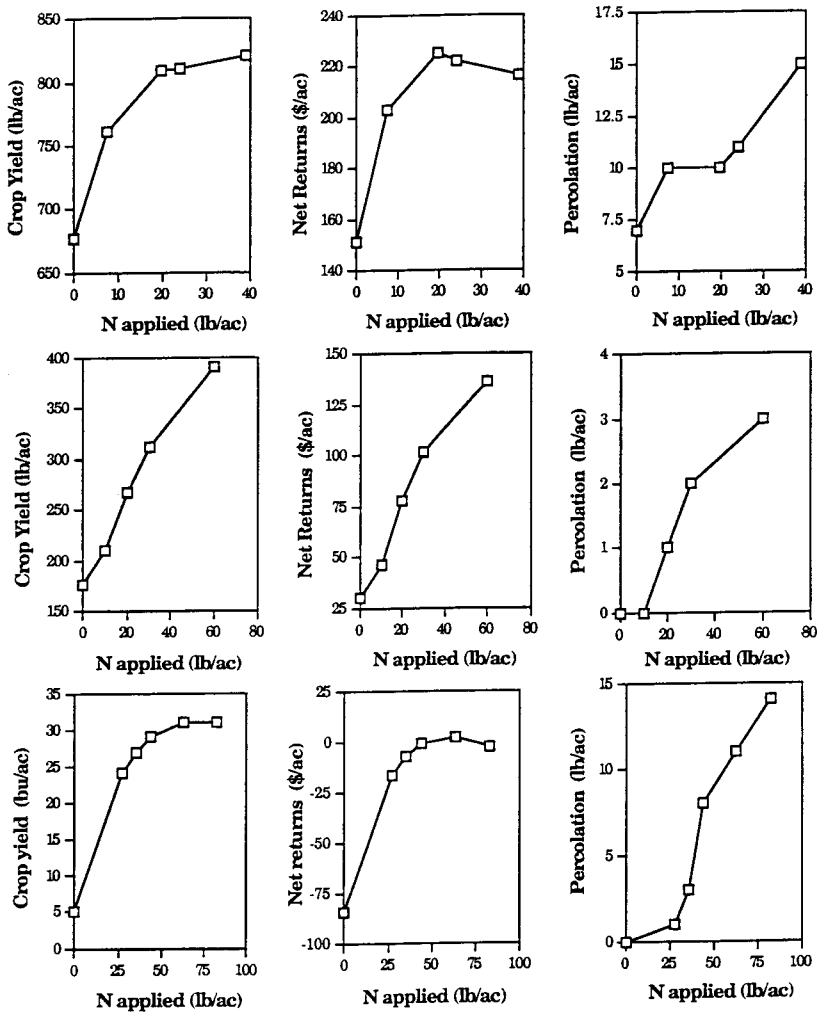 850
800
750
700
650
Crop Yield (lb/ac)
0 10 20 30 40
N applied (lb/ac)
240
220
200
180
160
140
Net Returns ($/ac)
0 10 20 30 40
N applied (lb/ac)
17.5
15
12.5
10
7.5
5
Percolation (lb/ac)
0 10 20 30 40
N applied (lb/ac)
400
350
300
250
200
150
Crop Yield (lb/ac)
0 20 40 60 80
N applied (lb/ac)
150
125
100
75
50
25
Net Returns ($/ac)
0 20 40 60 80
N applied (lb/ac)
4
3
2
1
0
Percolation (lb/ac)
0 20 40 60 80
N applied (lb/ac)
35
30
25
20
15
10
5
0
Crop yield (bu/ac)
0 25 50 75 100
N applied (lb/ac)
25
0
-25
-50
-75
-100
Net returns ($/ac)
0 25 50 75 100
N applied (lb/ac)
15
10
5
0
Percolation (lb/ac)
0 25 50 75 100
N applied (lb/ac)